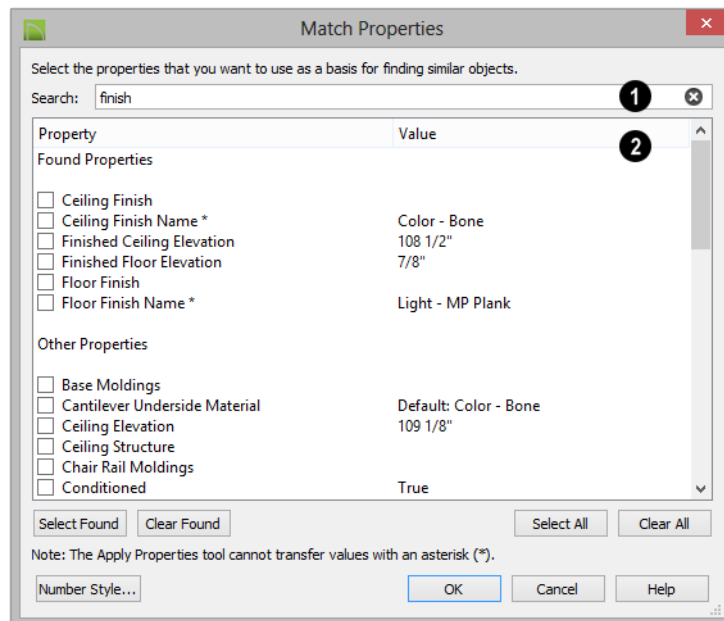 Match Properties
Select the properties that you want to use as a basis for finding similar objects.
Search: finish 1
Property Value 2
Found Properties
Ceiling Finish
Ceiling Finish Name * Color - Bone
Finished Ceiling Elevation 108 1/2"
Finished Floor Elevation 7/8"
Floor Finish
Floor Finish Name * Light - MP Plank
Other Properties
Base Moldings
Cantilever Underside Material Default: Color - Bone
Ceiling Elevation 109 1/8"
Ceiling Structure
Chair Rail Moldings
Conditioned True
Select Found Clear Found Select All Clear All
Note: The Apply Properties tool cannot transfer values with an asterisk (*).
Number Style... OK Cancel Help